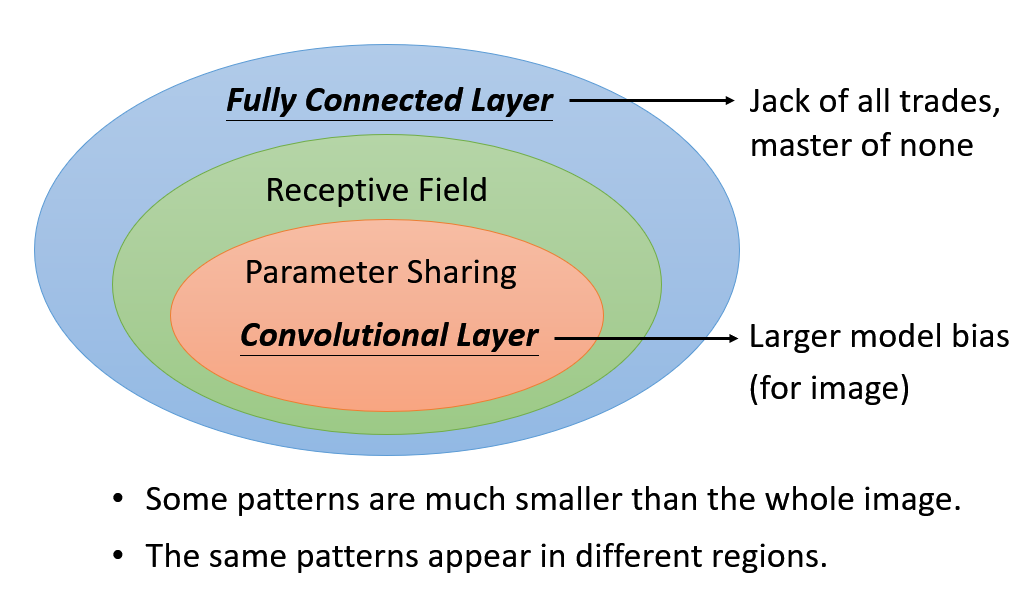 Fully Connected Layer
Jack of all trades,
master of none
Receptive Field
Parameter Sharing
Convolutional Layer
Larger model bias
(for image)
• Some patterns are much smaller than the whole image.
• The same patterns appear in different regions.